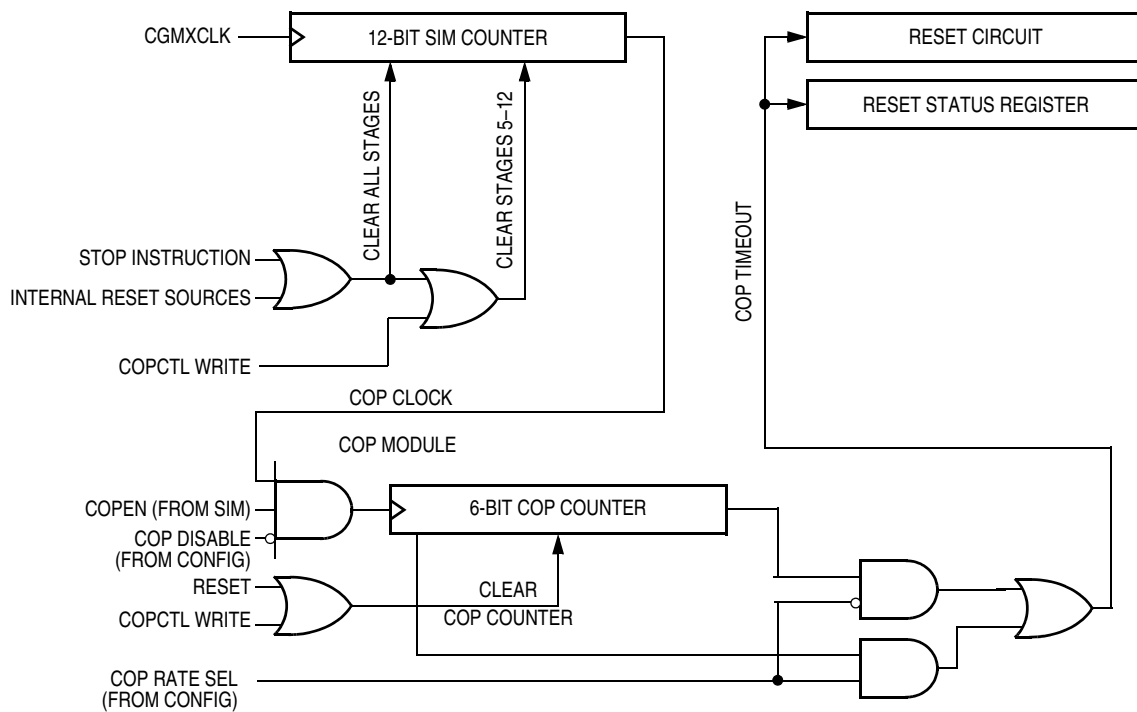 CGMXCLK
12-BIT SIM COUNTER
RESET CIRCUIT
RESET STATUS REGISTER
CLEAR ALL STAGES
CLEAR STAGES 5–12
COP TIMEOUT
STOP INSTRUCTION
INTERNAL RESET SOURCES
COPCTL WRITE
COP CLOCK
COP MODULE
COPEN (FROM SIM)
COP DISABLE
(FROM CONFIG)
6-BIT COP COUNTER
RESET
COPCTL WRITE
CLEAR
COP COUNTER
COP RATE SEL
(FROM CONFIG)